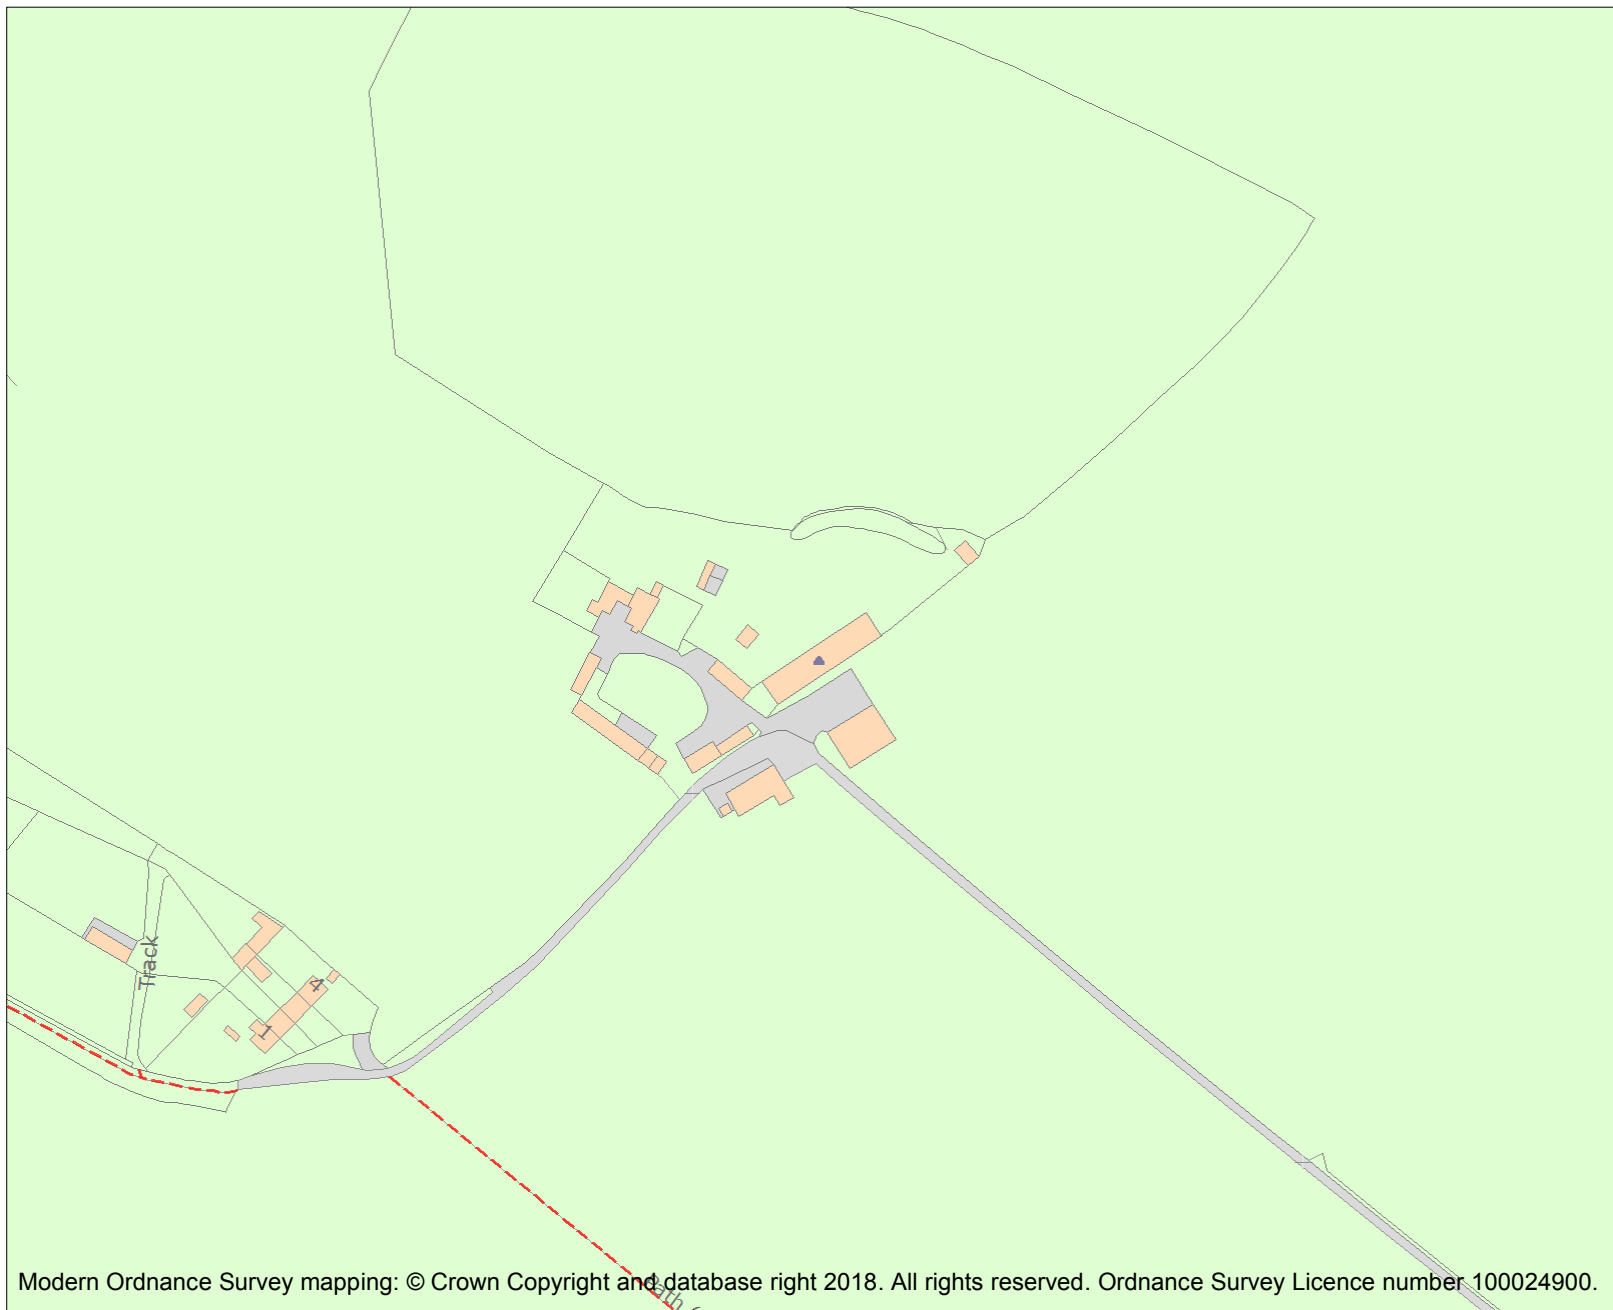 Track
4
1
Path
Modern Ordnance Survey mapping: © Crown Copyright and database right 2018. All rights reserved. Ordnance Survey Licence number 100024900.